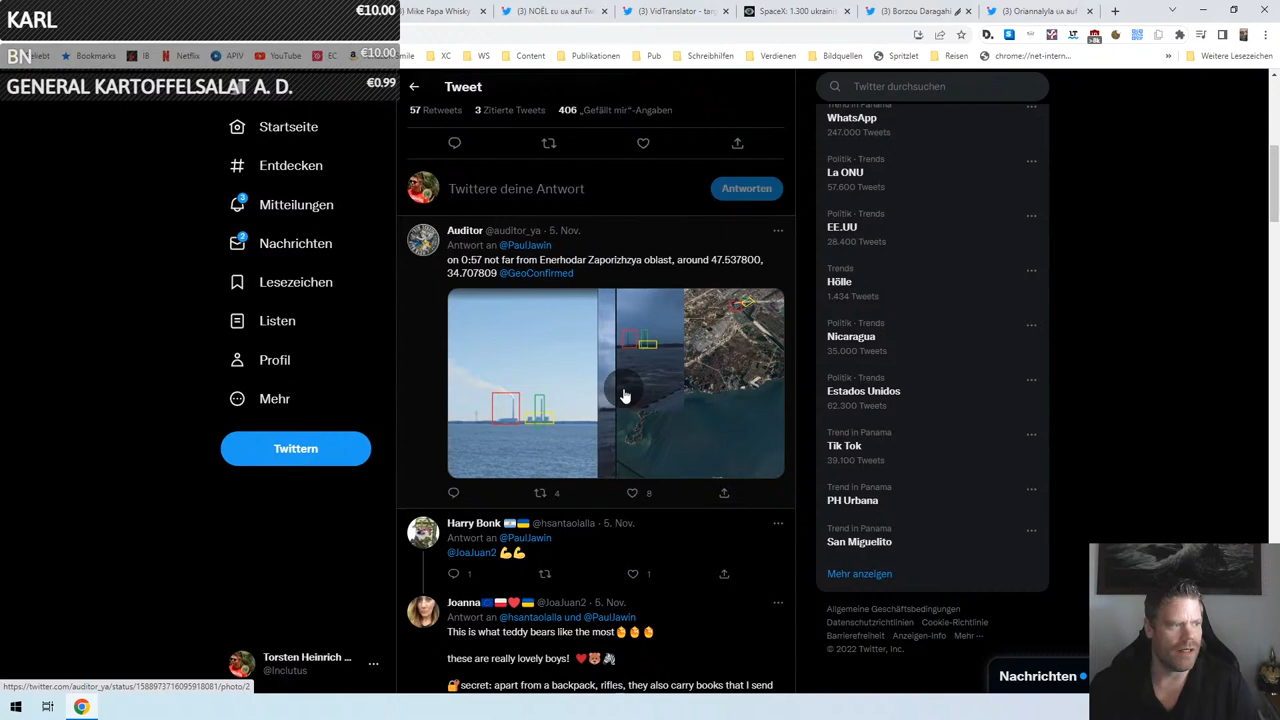 KARL
€10.00
BN
€10.00
GENERAL KARTOFFELSALAT A. D.
€0.99
Mike Papa Whisky
NOËL su auf Tw
VidTranslator - tang
SpaceX: 1.300 ukrainis
Borzou Daragahi
Oriannalyla ux auf
Bookmarks
IB
Netflix
APIV
YouTube
EC
XC
WS
Content
Publikationen
Pub
Schreibhilfen
Verdienen
Bildquellen
Spritzlet
Reisen
chrome://net-intern...
»
Weitere Lesezeichen
Startseite
Entdecken
3
Mitteilungen
2
Nachrichten
Lesezeichen
Listen
Profil
Mehr
Twittern
Torsten Heinrich ...
@Inclutus
Tweet
57 Retweets 3 Zitierte Tweets 406 „Gefällt mir“-Angaben
Twittere deine Antwort
Antworten
Auditor @auditor_ya · 5. Nov.
Antwort an @PaulJawin
on 0:57 not far from Enerhodar Zaporizhzya oblast, around 47.537800,
34.707809 @GeoConfirmed
4
8
Harry Bonk @hsantaolalla · 5. Nov.
Antwort an @PaulJawin
@JoaJuan2 💪💪
1
1
Joanna @JoaJuan2 · 5. Nov.
Antwort an @hsantaolalla und @PaulJawin
This is what teddy bears like the most
these are really lovely boys!
secret: apart from a backpack, rifles, they also carry books that I send
Twitter durchsuchen
Trend in Panama
WhatsApp
247.000 Tweets
Politik · Trends
La ONU
57.600 Tweets
Politik · Trends
EE.UU
28.400 Tweets
Trends
Hölle
1.434 Tweets
Politik · Trends
Nicaragua
35.000 Tweets
Politik · Trends
Estados Unidos
62.300 Tweets
Trend in Panama
Tik Tok
39.100 Tweets
Trend in Panama
PH Urbana
Trend in Panama
San Miguelito
Mehr anzeigen
Allgemeine Geschäftsbedingungen
Datenschutzrichtlinien Cookie-Richtlinie
Barrierefreiheit Anzeigen-Info Mehr ···
© 2022 Twitter, Inc.
Nachrichten
https://twitter.com/auditor_ya/status/1588973716095918081/photo/2